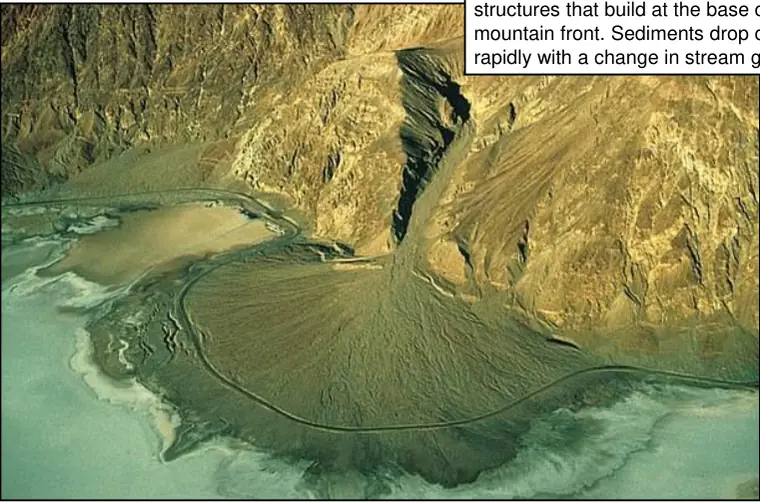 structures that build at the base
mountain front. Sediments drop
rapidly with a change in stream